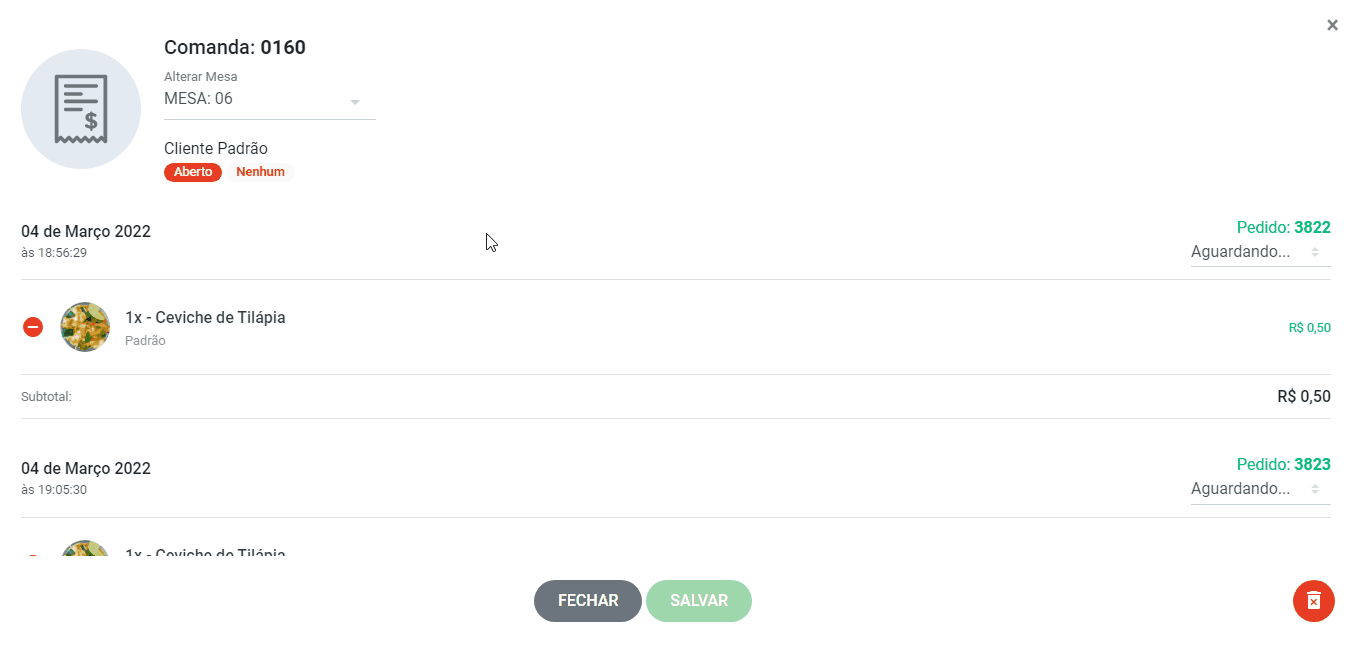 ×
Comanda: 0160
Alterar Mesa
MESA: 06
Cliente Padrão
Aberto Nenhum
04 de Março 2022
às 18:56:29
Pedido: 3822
Aguardando...
1x - Ceviche de Tilápia
Padrão
R$ 0,50
Subtotal:
R$ 0,50
04 de Março 2022
às 19:05:30
Pedido: 3823
Aguardando...
1x - Ceviche de Tilápia
FECHAR SALVAR